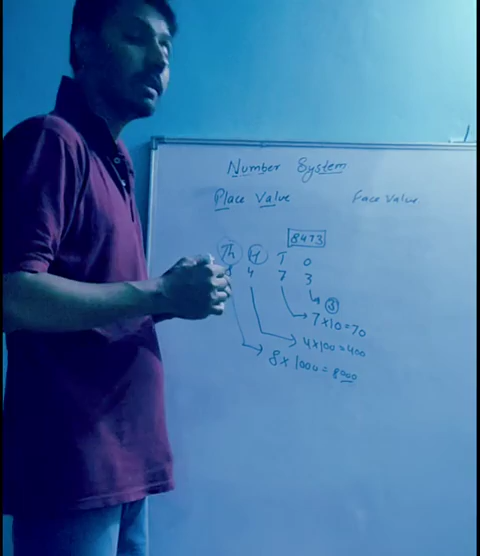 Number System
Place Value Face Value
8473
Th H T O
8 4 7 3
3
7 x 10 = 70
4 x 100 = 400
8 x 1000 = 8000